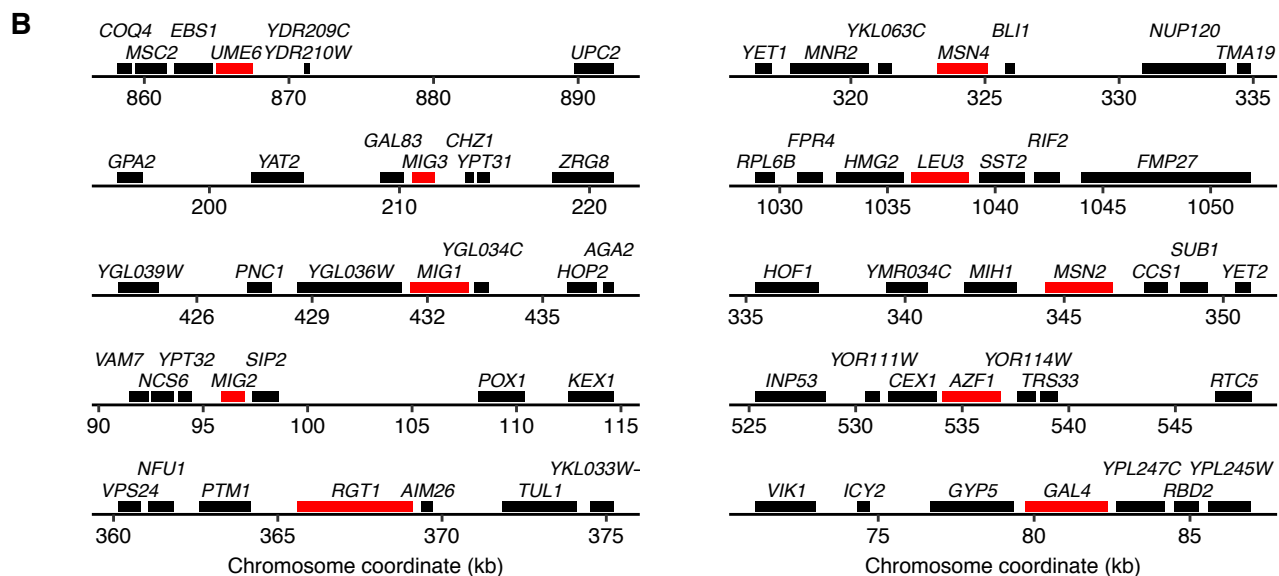 B
COQ4 EBS1 YDR209C
MSC2 UME6 YDR210W UPC2
860 870 880 890
GAL83 CHZ1
GPA2 YAT2 MIG3 YPT31 ZRG8
200 210 220
YGL034C AGA2
YGL039W PNC1 YGL036W MIG1 HOP2
426 429 432 435
VAM7 YPT32 SIP2
NCS6 MIG2 POX1 KEX1
90 95 100 105 110 115
NFU1 YKL033W-
VPS24 PTM1 RGT1 AIM26 TUL1
360 365 370 375
Chromosome coordinate (kb)
YKL063C BLI1 NUP120
YET1 MNR2 MSN4 TMA19
320 325 330 335
FPR4 RIF2
RPL6B HMG2 LEU3 SST2 FMP27
1030 1035 1040 1045 1050
SUB1
HOF1 YMR034C MIH1 MSN2 CCS1 YET2
335 340 345 350
YOR111W YOR114W
INP53 CEX1 AZF1 TRS33 RTC5
525 530 535 540 545
YPL247C YPL245W
VIK1 ICY2 GYP5 GAL4 RBD2
75 80 85
Chromosome coordinate (kb)